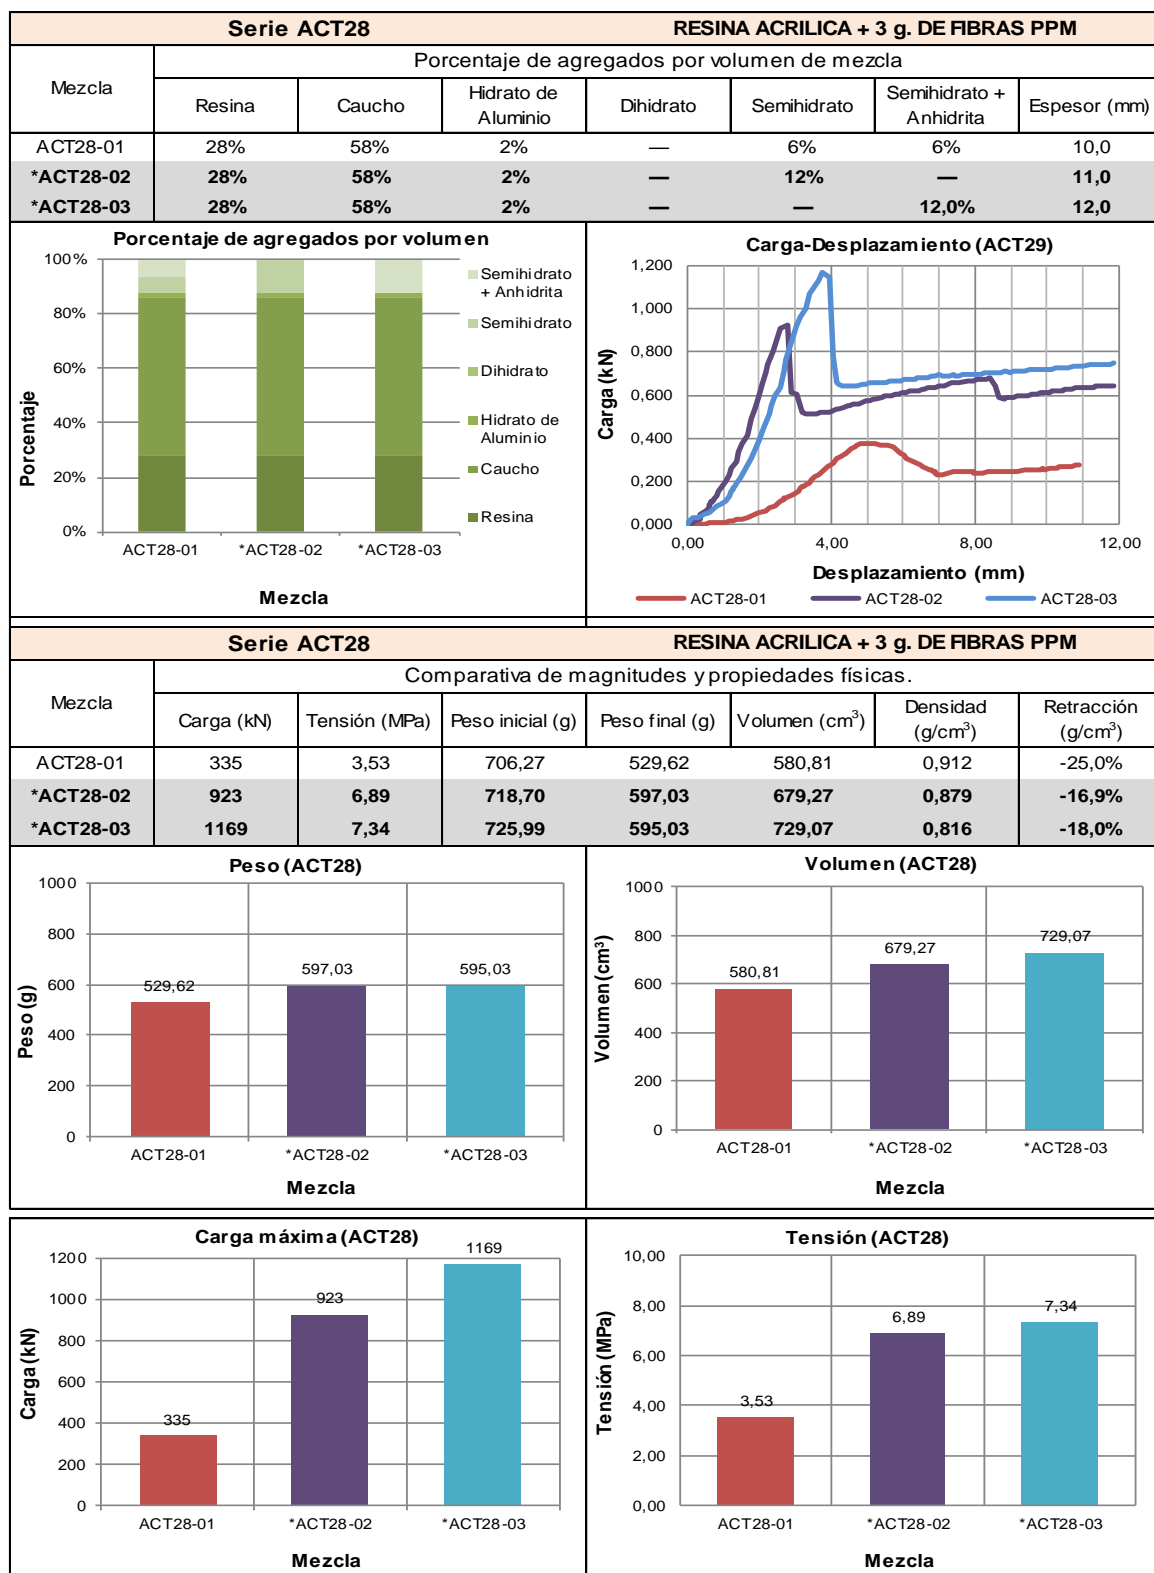 Serie ACT28 RESINA ACRILICA + 3 g. DE FIBRAS PPM
Mezcla Porcentaje de agregados por volumen de mezcla
Resina Caucho Hidrato de Aluminio Dihidrato Semihidrato Semihidrato + Anhidrita Espesor (mm)
ACT28-01 28% 58% 2% — 6% 6% 10,0
*ACT28-02 28% 58% 2% — 12% — 11,0
*ACT28-03 28% 58% 2% — — 12,0% 12,0
Porcentaje de agregados por volumen
100%
80%
60%
40%
20%
0%
Porcentaje
ACT28-01 *ACT28-02 *ACT28-03
Mezcla
Semihidrato
+ Anhidrita
Semihidrato
Dihidrato
Hidrato de
Aluminio
Caucho
Resina
Carga-Desplazamiento (ACT29)
1,200
1,000
0,800
0,600
0,400
0,200
0,000
Carga (kN)
0,00 4,00 8,00 12,00
Desplazamiento (mm)
ACT28-01 ACT28-02 ACT28-03
Serie ACT28 RESINA ACRILICA + 3 g. DE FIBRAS PPM
Mezcla Comparativa de magnitudes y propiedades físicas.
Carga (kN) Tensión (MPa) Peso inicial (g) Peso final (g) Volumen (cm³) Densidad (g/cm³) Retracción (g/cm³)
ACT28-01 335 3,53 706,27 529,62 580,81 0,912 -25,0%
*ACT28-02 923 6,89 718,70 597,03 679,27 0,879 -16,9%
*ACT28-03 1169 7,34 725,99 595,03 729,07 0,816 -18,0%
Peso (ACT28)
1000
800
600
400
200
0
Peso (g)
529,62 597,03 595,03
ACT28-01 *ACT28-02 *ACT28-03
Mezcla
Volumen (ACT28)
1000
800
600
400
200
0
Volumen (cm³)
580,81 679,27 729,07
ACT28-01 *ACT28-02 *ACT28-03
Mezcla
Carga máxima (ACT28)
1200
1000
800
600
400
200
0
Carga (kN)
335 923 1169
ACT28-01 *ACT28-02 *ACT28-03
Mezcla
Tensión (ACT28)
10,00
8,00
6,00
4,00
2,00
0,00
Tensión (MPa)
3,53 6,89 7,34
ACT28-01 *ACT28-02 *ACT28-03
Mezcla